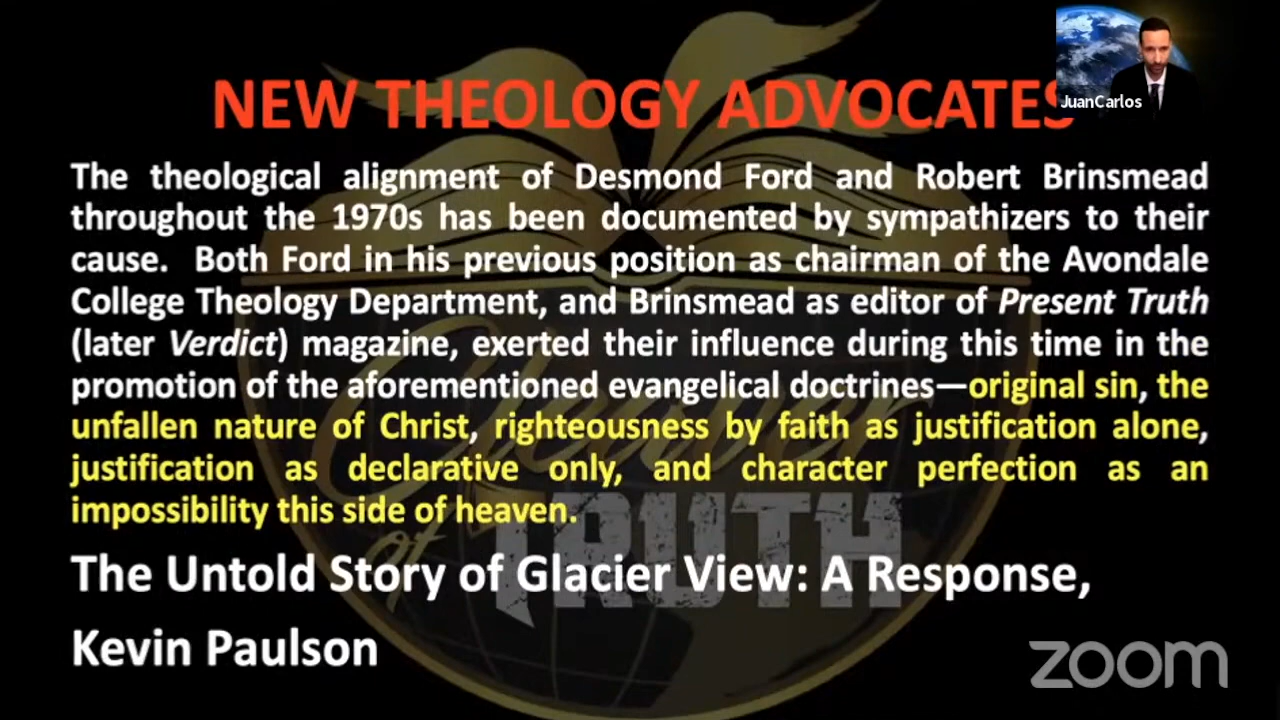 NEW THEOLOGY ADVOCATES
JuanCarlos
The theological alignment of Desmond Ford and Robert Brinsmead
throughout the 1970s has been documented by sympathizers to their
cause. Both Ford in his previous position as chairman of the Avondale
College Theology Department, and Brinsmead as editor of Present Truth
(later Verdict) magazine, exerted their influence during this time in the
promotion of the aforementioned evangelical doctrines—original sin, the
unfallen nature of Christ, righteousness by faith as justification alone,
justification as declarative only, and character perfection as an
impossibility this side of heaven.
of TRUTH
The Untold Story of Glacier View: A Response,
Kevin Paulson
zoom